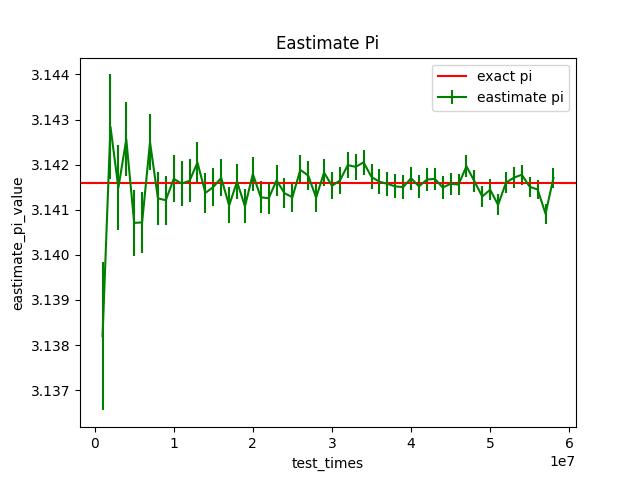 Eastimate Pi
exact pi
eastimate pi
eastimate_pi_value
3.144
3.143
3.142
3.141
3.140
3.139
3.138
3.137
0 1 2 3 4 5 6
1e7
test_times